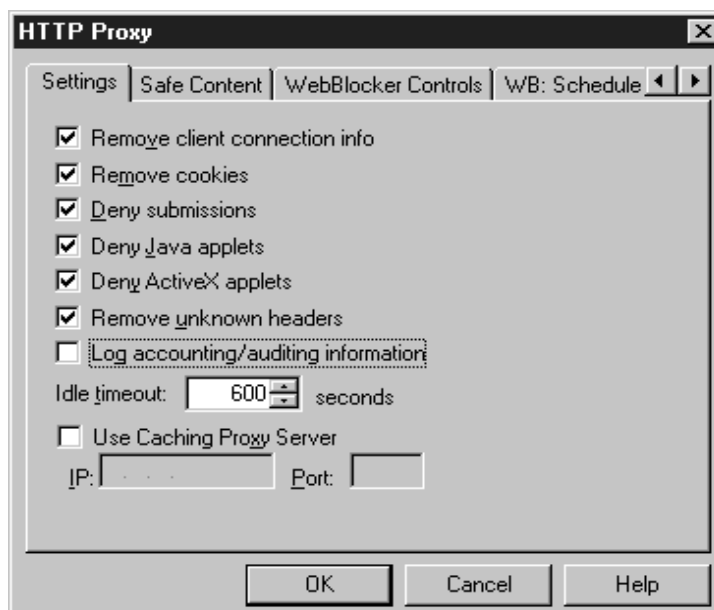 HTTP Proxy
Settings Safe Content WebBlocker Controls WB: Schedule
Remove client connection info
Remove cookies
Deny submissions
Deny Java applets
Deny ActiveX applets
Remove unknown headers
Log accounting/auditing information
Idle timeout: 600 seconds
Use Caching Proxy Server
IP: . . . Port:
OK Cancel Help